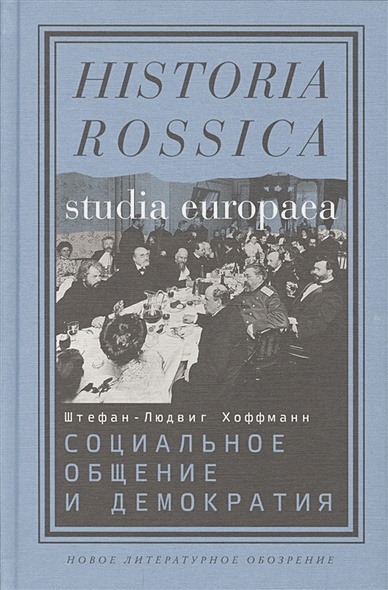 HISTORIA
ROSSICA
studia europaea
Штефан-Людвиг Хоффманн
СОЦИАЛЬНОЕ
ОБЩЕНИЕ
И ДЕМОКРАТИЯ
НОВОЕ ЛИТЕРАТУРНОЕ ОБОЗРЕНИЕ